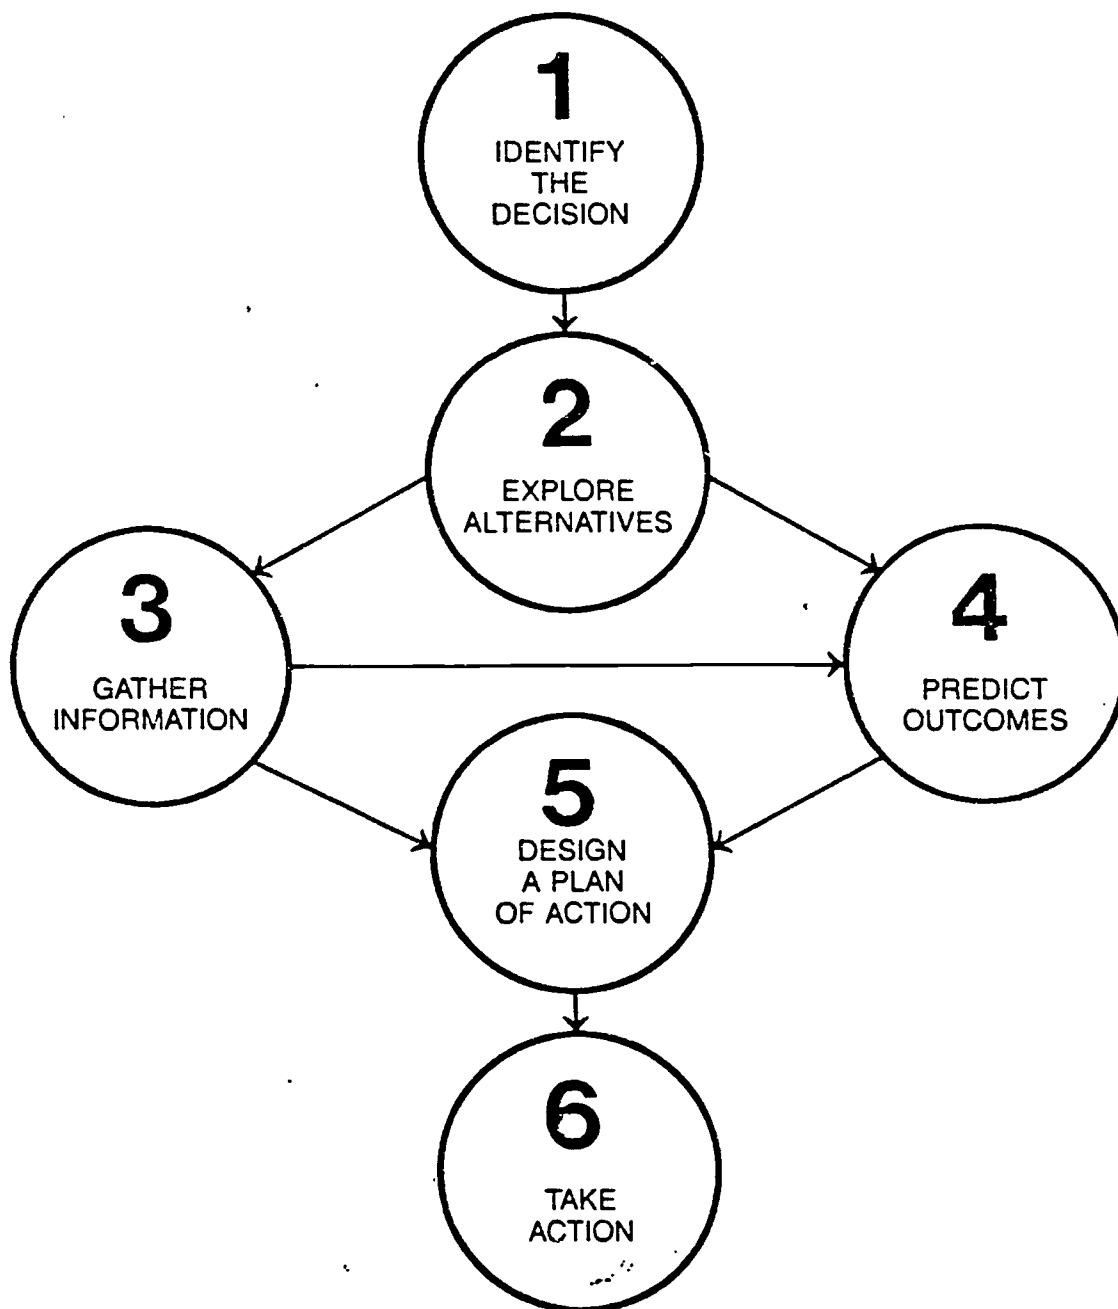 1
IDENTIFY
THE
DECISION
2
EXPLORE
ALTERNATIVES
3
GATHER
INFORMATION
4
PREDICT
OUTCOMES
5
DESIGN
A PLAN
OF ACTION
6
TAKE
ACTION